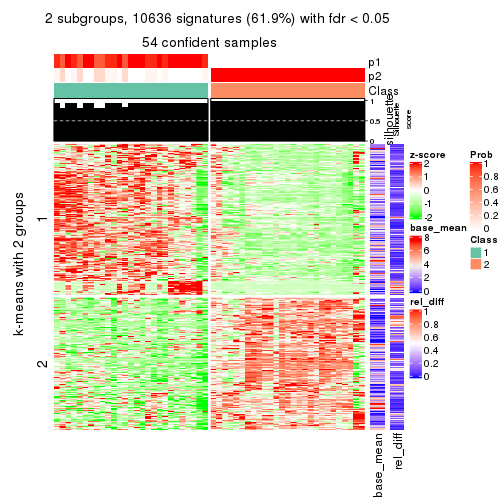 2 subgroups, 10636 signatures (61.9%) with fdr < 0.05
54 confident samples
p1
p2
Class
silhouette
1
0.5
0
Silhouette
score
k-means with 2 groups
1
2
base_mean
rel_diff
z-score
2
1
0
-1
-2
base_mean
8
6
4
2
0
rel_diff
1
0.8
0.6
0.4
0.2
0
Prob
1
0.8
0.6
0.4
0.2
0
Class
1
2